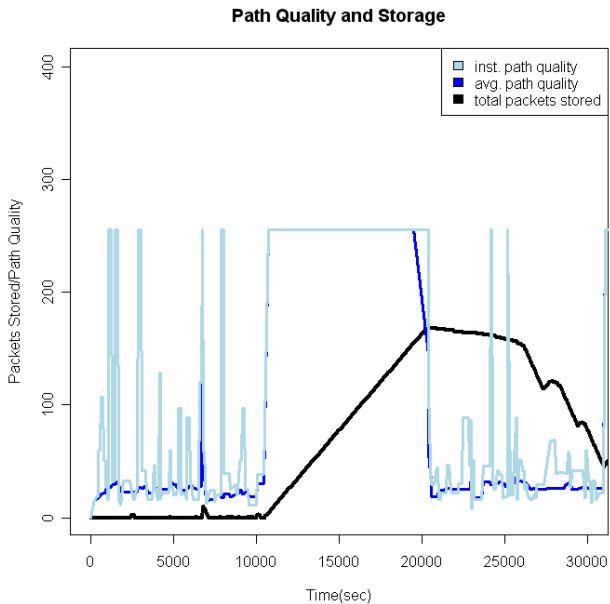 Path Quality and Storage
inst. path quality
avg. path quality
total packets stored
Packets Stored/Path Quality
400
300
200
100
0
0 5000 10000 15000 20000 25000 30000
Time(sec)